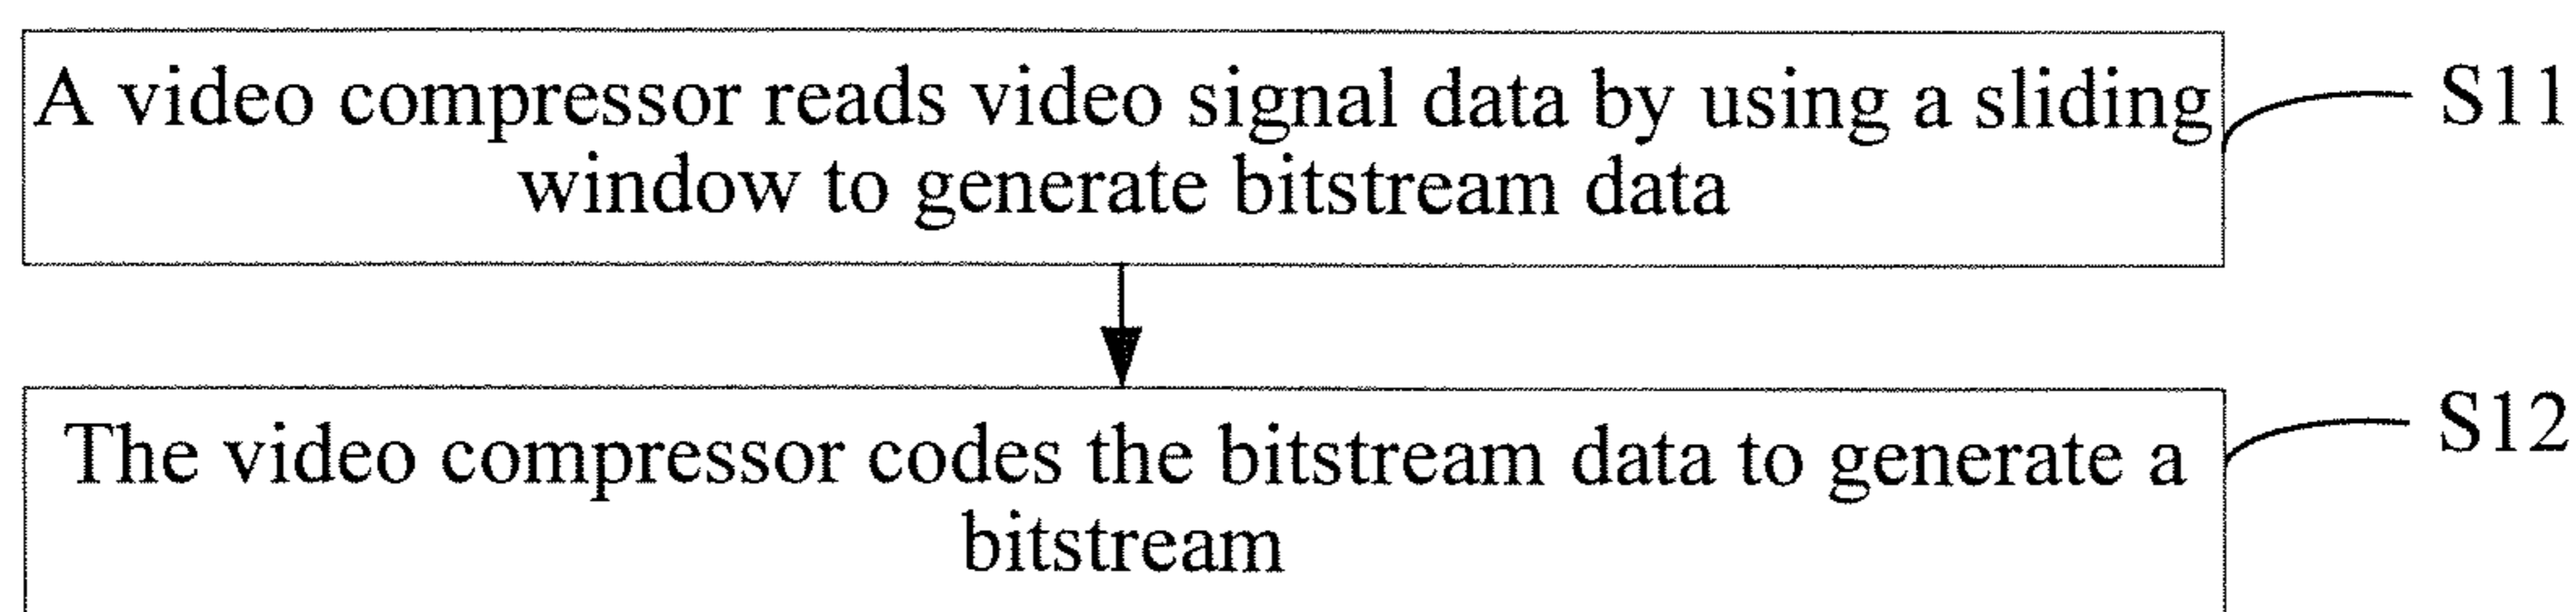 A video compressor reads video signal data by using a sliding
window to generate bitstream data
S11
The video compressor codes the bitstream data to generate a
bitstream
S12